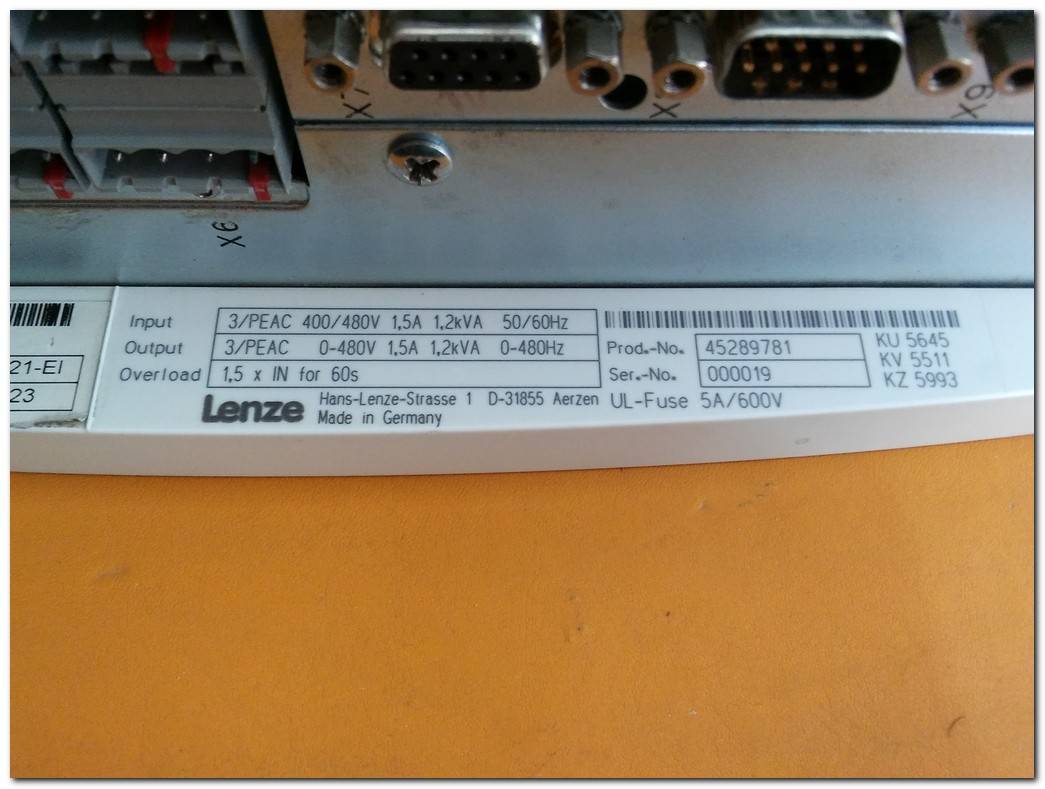 X7
X
X9
X6
21-EI
23
Input 3/PEAC 400/480V 1,5A 1,2kVA 50/60Hz
Output 3/PEAC 0-480V 1,5A 1,2kVA 0-480Hz
Overload 1,5 x IN for 60s
Lenze Hans-Lenze-Strasse 1 D-31855 Aerzen
Made in Germany
Prod.-No. 45289781
Ser.-No. 000019
UL-Fuse 5A/600V
KU 5645
KV 5511
KZ 5993